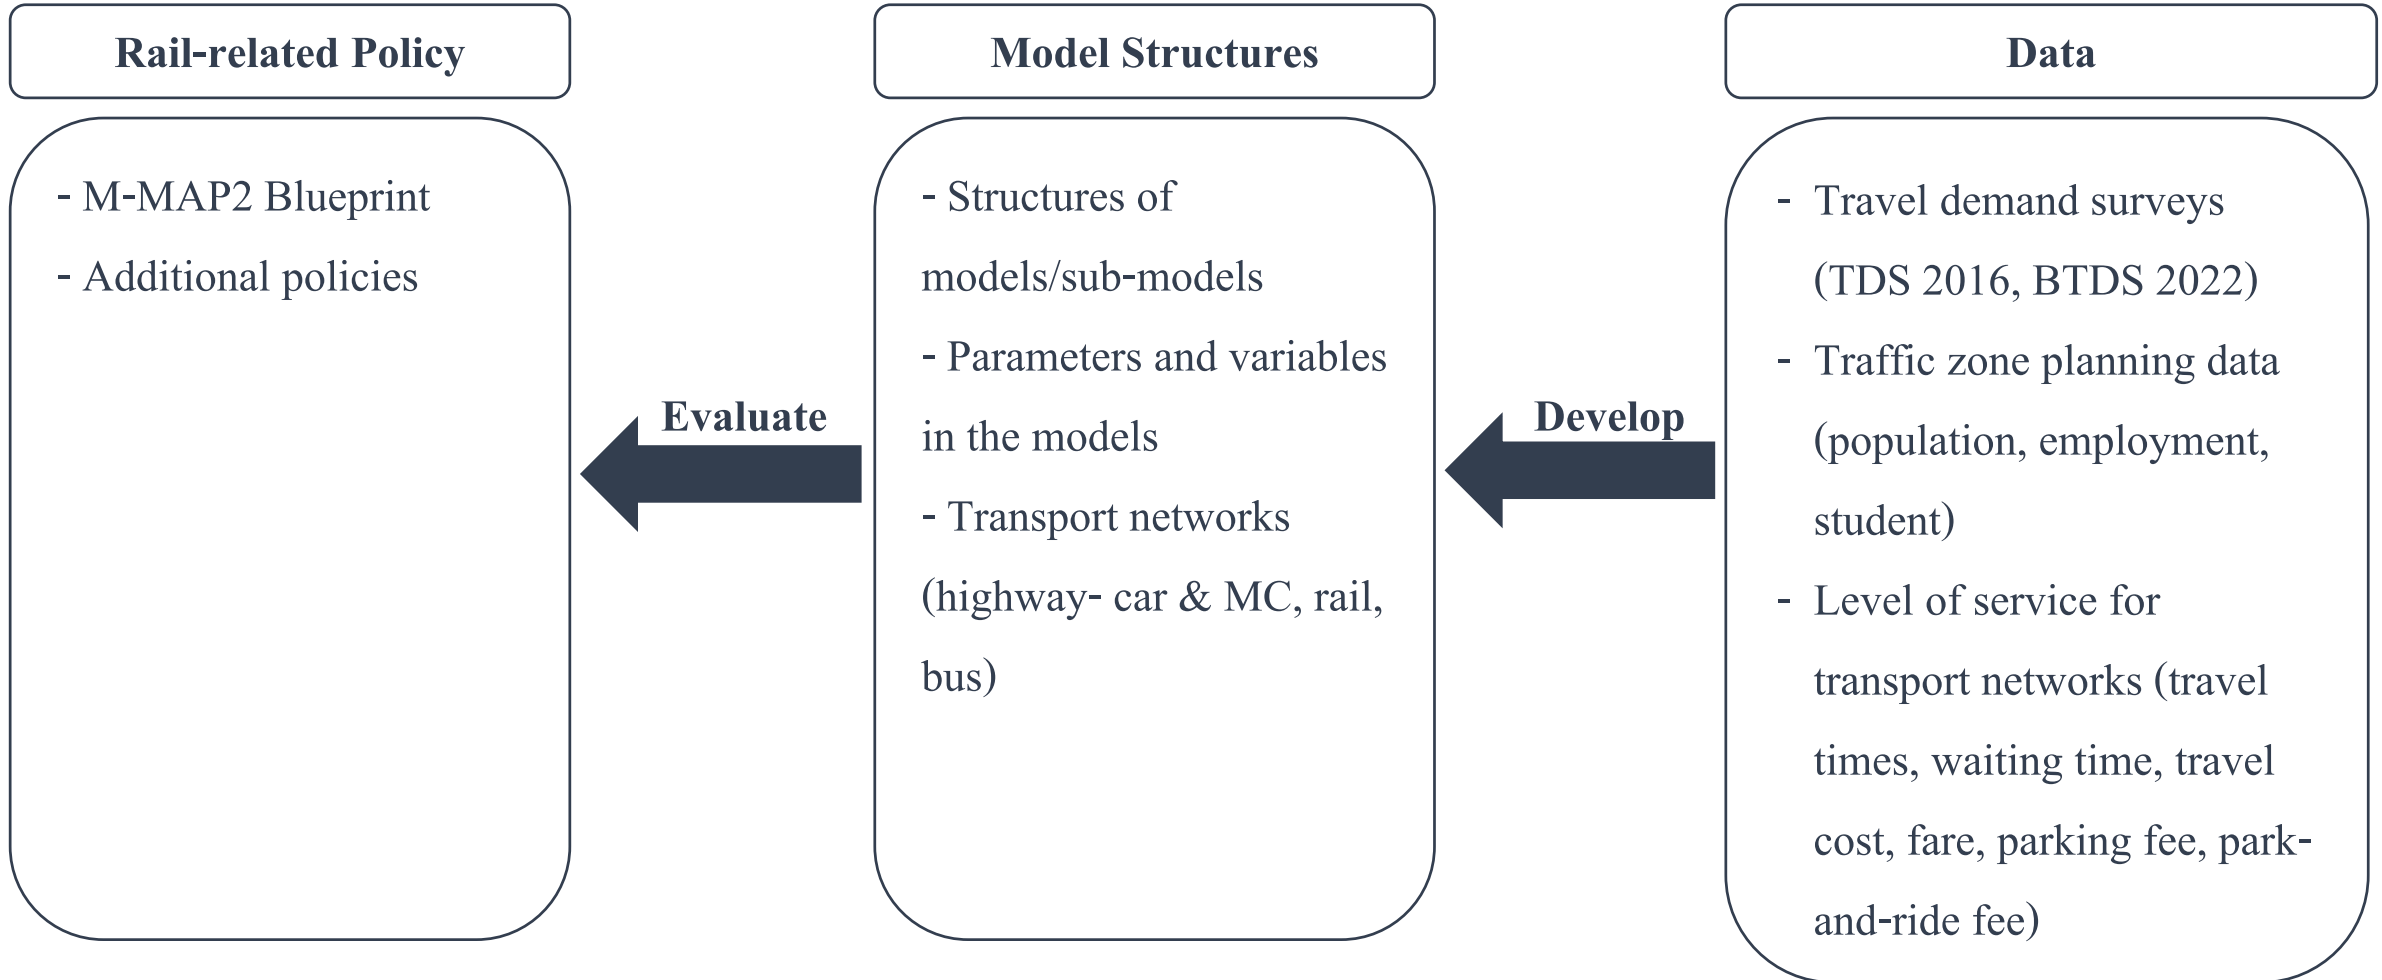 Rail-related Policy
- M-MAP2 Blueprint
- Additional policies
Evaluate
Model Structures
- Structures of
models/sub-models
- Parameters and variables
in the models
- Transport networks
(highway- car & MC, rail,
bus)
Develop
Data
- Travel demand surveys
(TDS 2016, BTDS 2022)
- Traffic zone planning data
(population, employment,
student)
- Level of service for
transport networks (travel
times, waiting time, travel
cost, fare, parking fee, park-
and-ride fee)